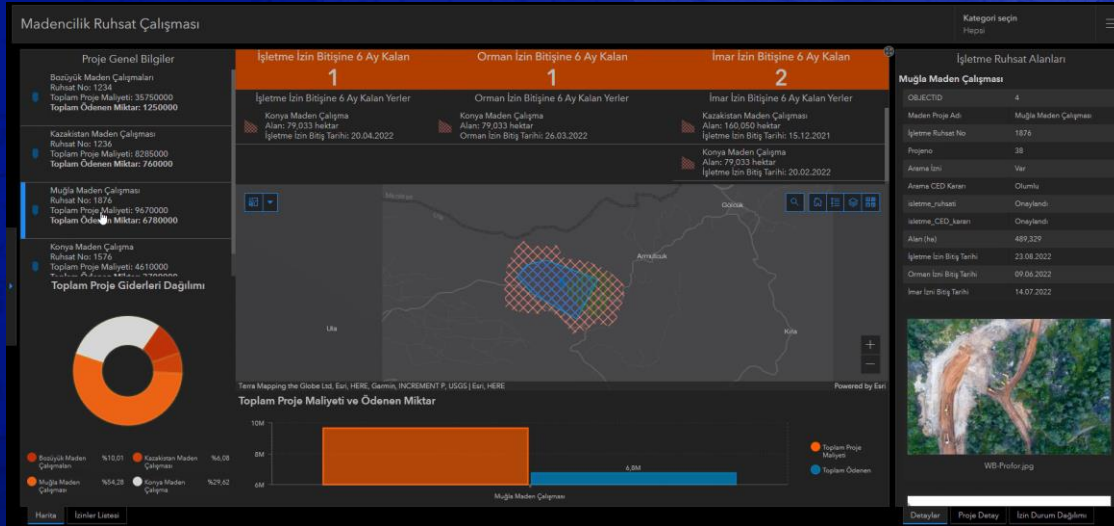 Madencilik Ruhsat Çalışması
Kategori seçin
Hepsi
Proje Genel Bilgiler
Bozüyük Maden Çalışmaları
Ruhsat No: 1234
Toplam Proje Maliyeti: 35750000
Toplam Ödenen Miktar: 1250000
Kazakistan Maden Çalışması
Ruhsat No: 1236
Toplam Proje Maliyeti: 8285000
Toplam Ödenen Miktar: 760000
Muğla Maden Çalışması
Ruhsat No: 1876
Toplam Proje Maliyeti: 9670000
Toplam Ödenen Miktar: 6780000
Konya Maden Çalışma
Ruhsat No: 1576
Toplam Proje Maliyeti: 4610000
Toplam Proje Giderleri Dağılımı
Bozüyük Maden Çalışmaları %10,01
Kazakistan Maden Çalışması %6,08
Muğla Maden Çalışması %54,28
Konya Maden Çalışma %29,62
Harita
İzinler Listesi
İşletme İzin Bitişine 6 Ay Kalan
1
Orman İzin Bitişine 6 Ay Kalan
1
İmar İzin Bitişine 6 Ay Kalan
2
İşletme İzin Bitişine 6 Ay Kalan Yerler
Konya Maden Çalışma
Alan: 79,033 hektar
İşletme İzin Bitiş Tarihi: 20.04.2022
Orman İzin Bitişine 6 Ay Kalan Yerler
Konya Maden Çalışma
Alan: 79,033 hektar
Orman İzin Bitiş Tarihi: 26.03.2022
İmar İzin Bitişine 6 Ay Kalan Yerler
Kazakistan Maden Çalışması
Alan: 160,050 hektar
İşletme İzin Bitiş Tarihi: 15.12.2021
Konya Maden Çalışma
Alan: 79,033 hektar
İşletme İzin Bitiş Tarihi: 20.02.2022
Golcuk
Armutlcuk
Ula
Kıla
Terra Mapping the Globe Ltd, Esri, HERE, Garmin, INCREMENT P, USGS | Esri, HERE
Powered by Esri
Toplam Proje Maliyeti ve Ödenen Miktar
10M
8M
6M
6,8M
Muğla Maden Çalışması
Toplam Proje Maliyeti
Toplam Ödenen
İşletme Ruhsat Alanları
Muğla Maden Çalışması
OBJECTID 4
Maden Proje Adı Muğla Maden Çalışması
İşletme Ruhsat No 1876
Projeno 38
Arama İzni Var
Arama ÇED Kararı Olumlu
isletme_ruhsati Onaylandı
isletme_CED_kararı Onaylandı
Alan (ha) 489,329
İşletme İzin Bitiş Tarihi 23.08.2022
Orman İzni Bitiş Tarihi 09.06.2022
İmar İzni Bitiş Tarihi 14.07.2022
WB-Profor.jpg
Detaylar
Proje Detay
İzin Durum Dağılımı